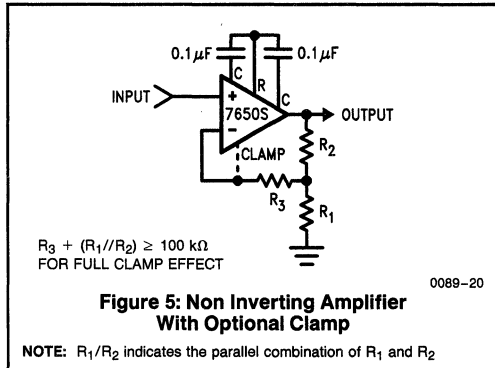 0.1μF
0.1μF
C
R
C
INPUT
+
7650S
−
OUTPUT
CLAMP
R2
R3
R1
R3 + (R1//R2) ≥ 100 kΩ
FOR FULL CLAMP EFFECT
0089–20
Figure 5: Non Inverting Amplifier
With Optional Clamp
NOTE: R1/R2 indicates the parallel combination of R1 and R2